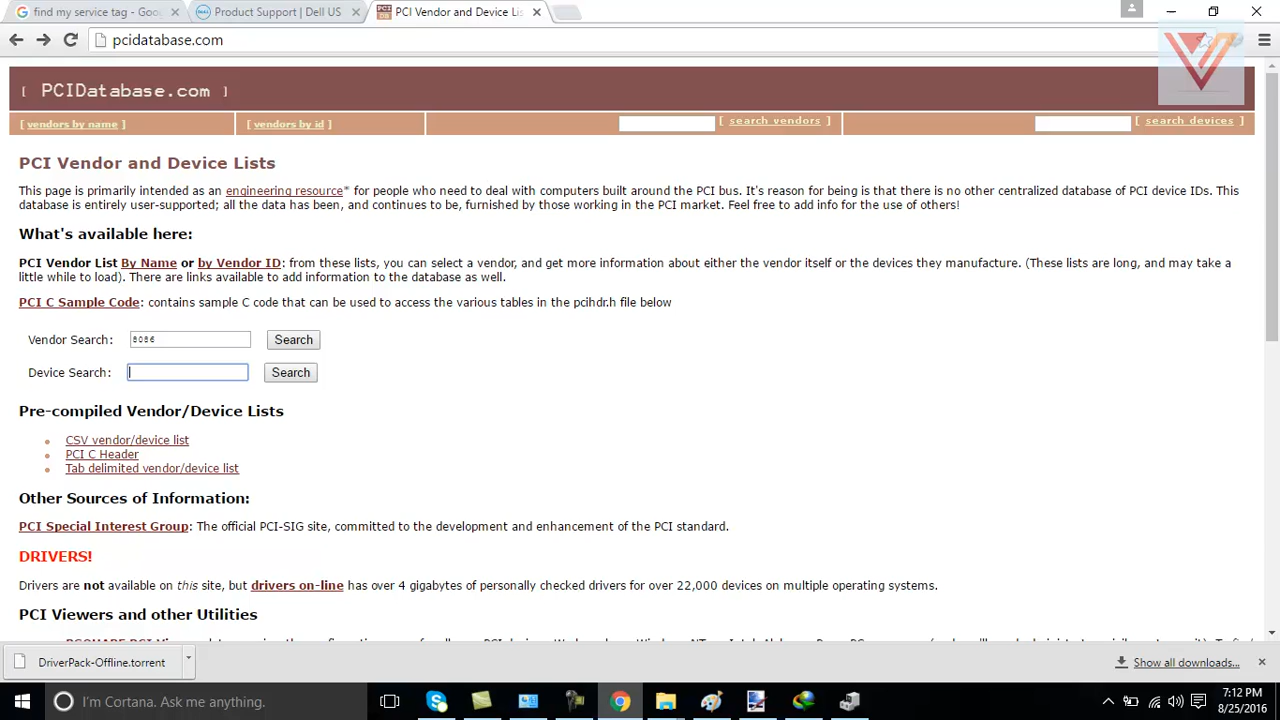 find my service tag - Goo
Product Support | Dell US
PCI Vendor and Device Lis
pcidatabase.com
[ PCIDatabase.com ]
[ vendors by name ]
[ vendors by id ]
[ search vendors ]
[ search devices ]
PCI Vendor and Device Lists
This page is primarily intended as an engineering resource* for people who need to deal with computers built around the PCI bus. It's reason for being is that there is no other centralized database of PCI device IDs. This
database is entirely user-supported; all the data has been, and continues to be, furnished by those working in the PCI market. Feel free to add info for the use of others!
What's available here:
PCI Vendor List By Name or by Vendor ID: from these lists, you can select a vendor, and get more information about either the vendor itself or the devices they manufacture. (These lists are long, and may take a
little while to load). There are links available to add information to the database as well.
PCI C Sample Code: contains sample C code that can be used to access the various tables in the pcihdr.h file below
Vendor Search: 8086 Search
Device Search: Search
Pre-compiled Vendor/Device Lists
CSV vendor/device list
PCI C Header
Tab delimited vendor/device list
Other Sources of Information:
PCI Special Interest Group: The official PCI-SIG site, committed to the development and enhancement of the PCI standard.
DRIVERS!
Drivers are not available on this site, but drivers on-line has over 4 gigabytes of personally checked drivers for over 22,000 devices on multiple operating systems.
PCI Viewers and other Utilities
DriverPack-Offline.torrent
Show all downloads...
I'm Cortana. Ask me anything.
7:12 PM
8/25/2016